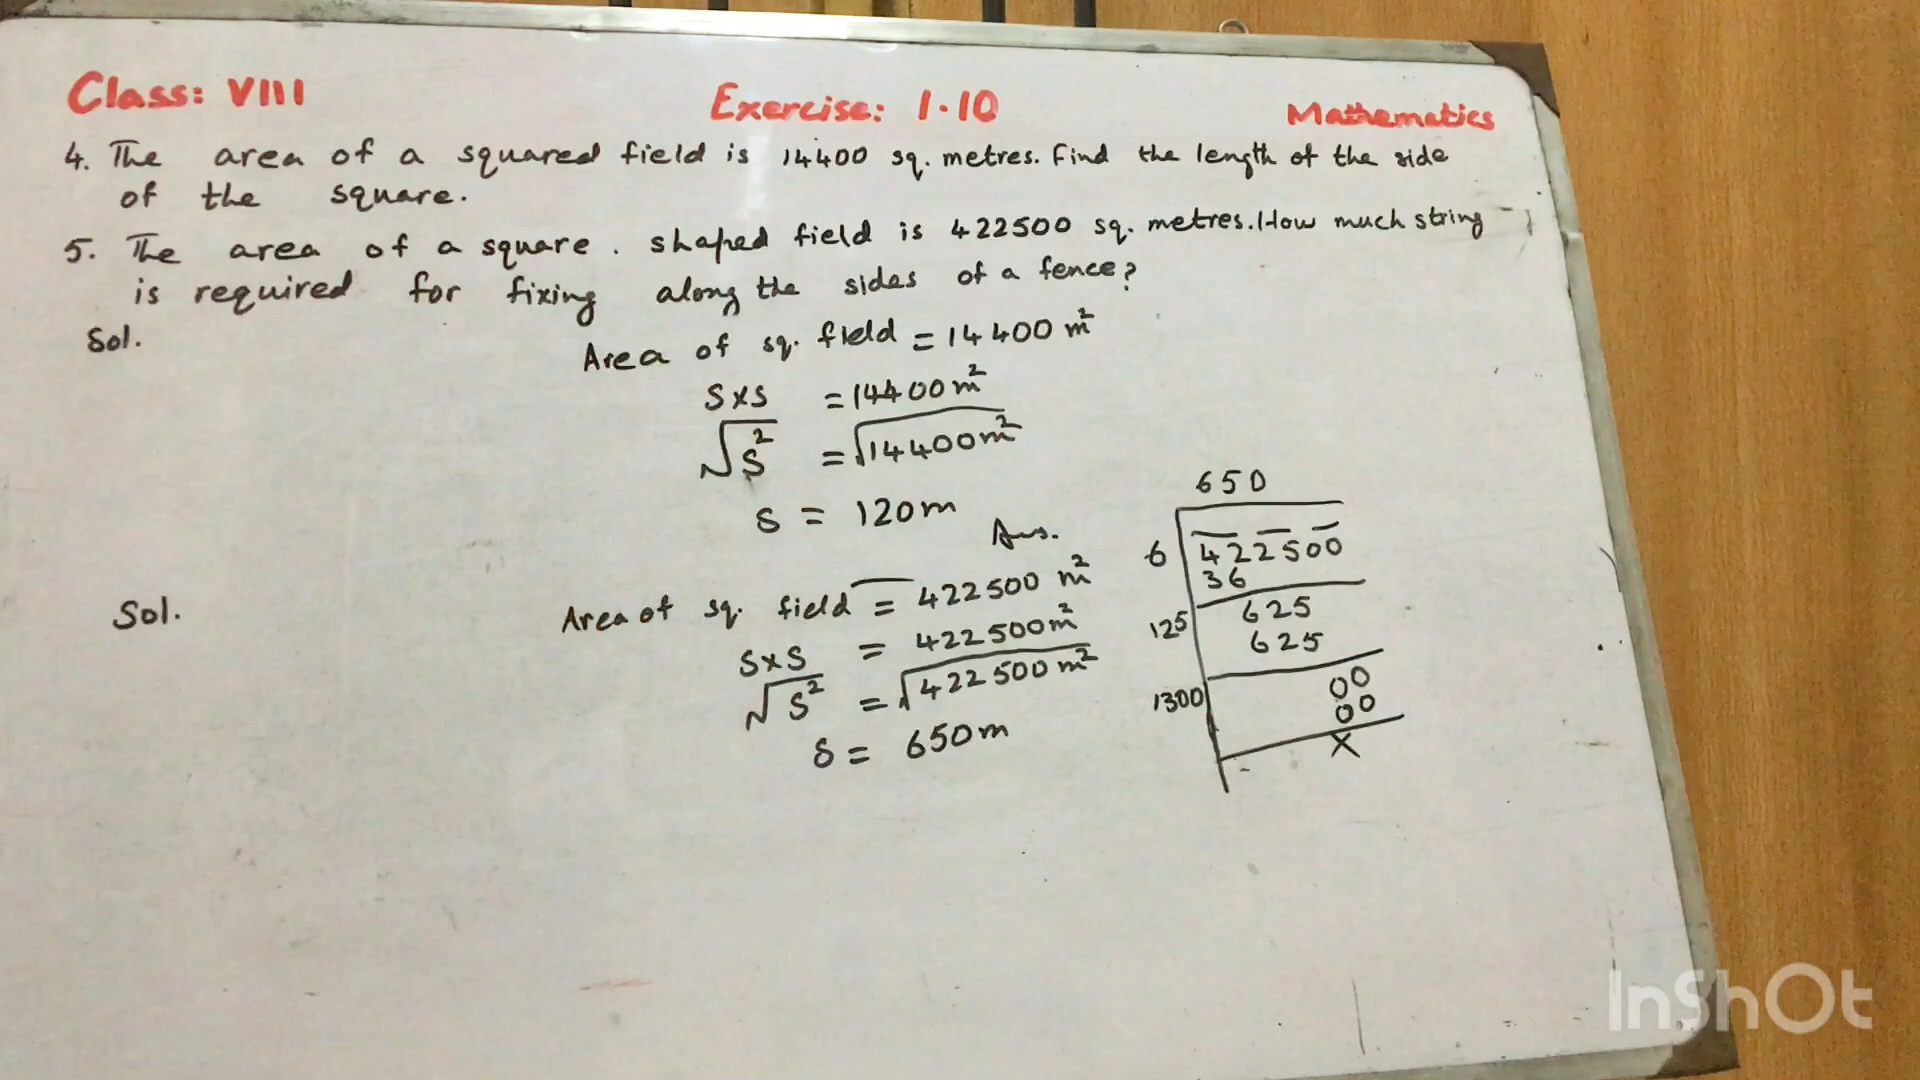 Class: VIII Exercise: 1.10 Mathematics
4. The area of a squared field is 14400 sq. metres. Find the length of the side
of the square.
5. The area of a square. shaped field is 422500 sq. metres. How much string
is required for fixing along the sides of a fence?
Sol.
Area of sq. field = 14400 m²
S×S = 14400 m²
√S² = √14400m²
S = 120m
Ans.
Sol.
Area of sq. field = 422500 m²
S×S = 422500m²
√S² = √422500 m²
S = 650m
650
6 422500
36
125 625
625
1300 00
00
X
InShOt